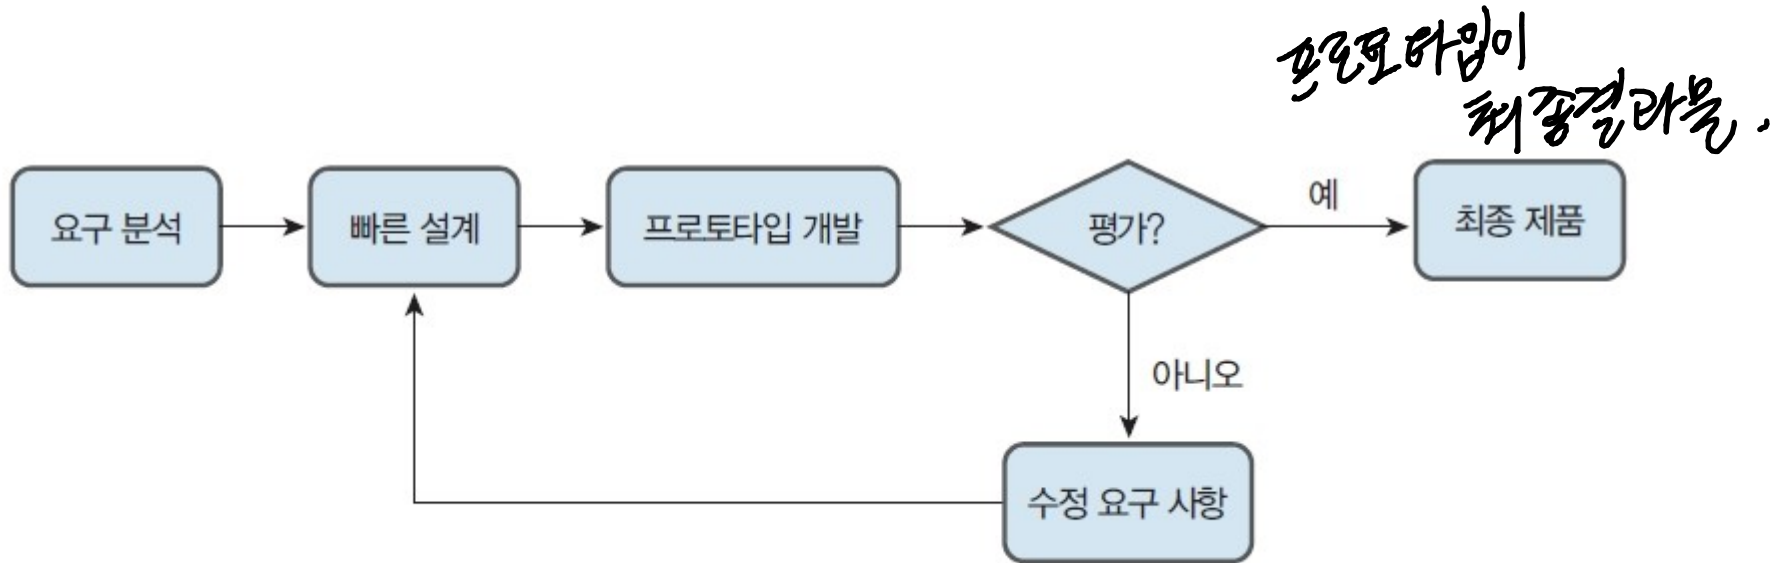 프로토타입이
최종결과물.
요구 분석
빠른 설계
프로토타입 개발
평가?
예
최종 제품
아니오
수정 요구 사항